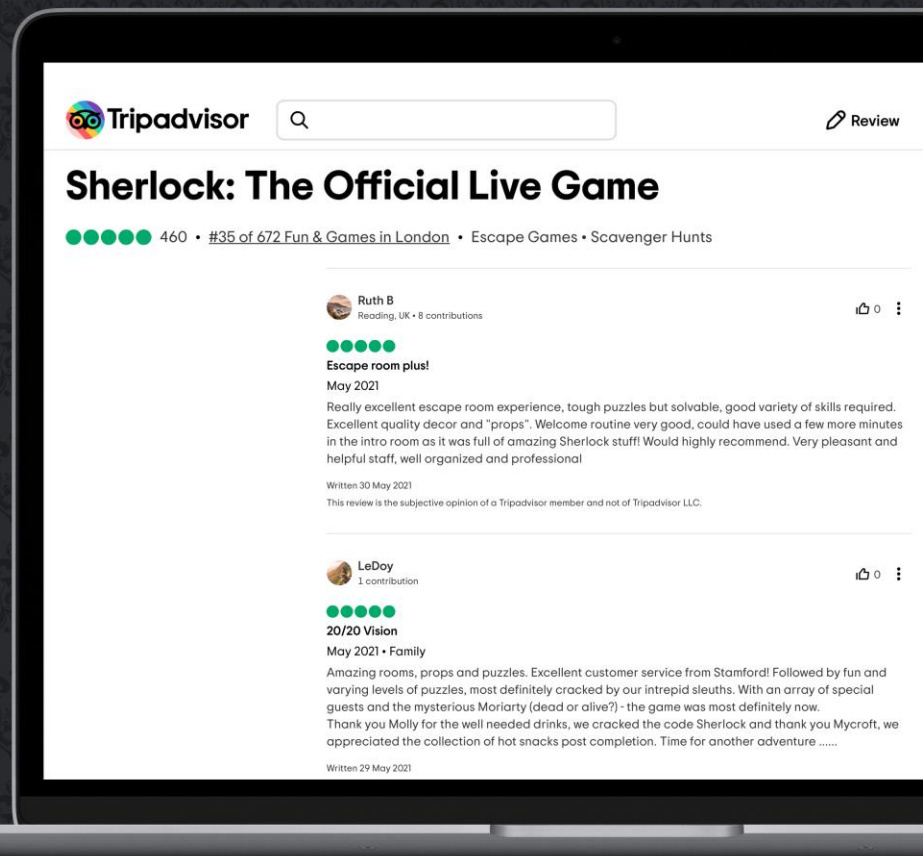 Tripadvisor
Review
Sherlock: The Official Live Game
460 • #35 of 672 Fun & Games in London • Escape Games • Scavenger Hunts
Ruth B
Reading, UK • 8 contributions
0
Escape room plus!
May 2021
Really excellent escape room experience, tough puzzles but solvable, good variety of skills required.
Excellent quality decor and "props". Welcome routine very good, could have used a few more minutes
in the intro room as it was full of amazing Sherlock stuff! Would highly recommend. Very pleasant and
helpful staff, well organized and professional
Written 30 May 2021
This review is the subjective opinion of a Tripadvisor member and not of Tripadvisor LLC.
LeDoy
1 contribution
0
20/20 Vision
May 2021 • Family
Amazing rooms, props and puzzles. Excellent customer service from Stamford! Followed by fun and
varying levels of puzzles, most definitely cracked by our intrepid sleuths. With an array of special
guests and the mysterious Moriarty (dead or alive?) - the game was most definitely now.
Thank you Molly for the well needed drinks, we cracked the code Sherlock and thank you Mycroft, we
appreciated the collection of hot snacks post completion. Time for another adventure ......
Written 29 May 2021